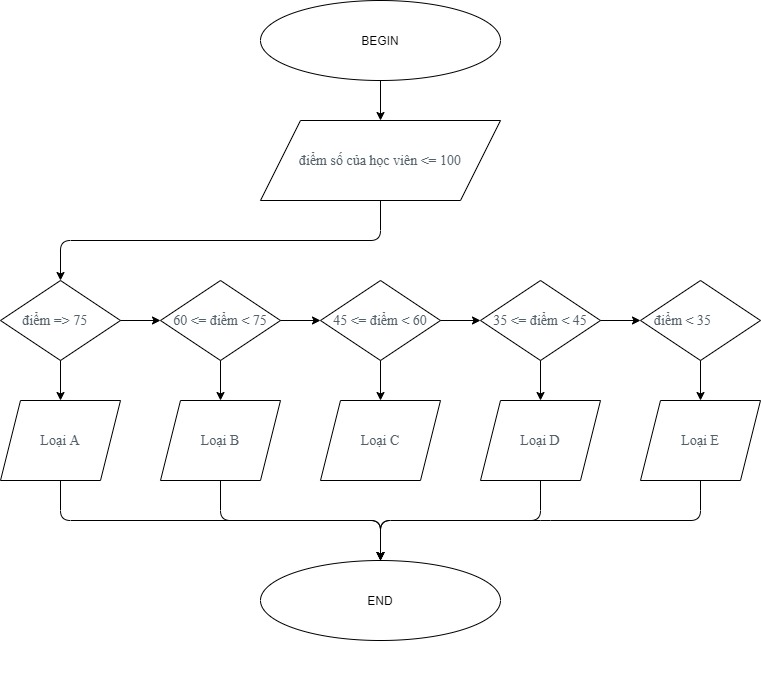 BEGIN
điểm số của học viên <= 100
điểm => 75
60 <= điểm < 75
45 <= điểm < 60
35 <= điểm < 45
điểm < 35
Loại A
Loại B
Loại C
Loại D
Loại E
END